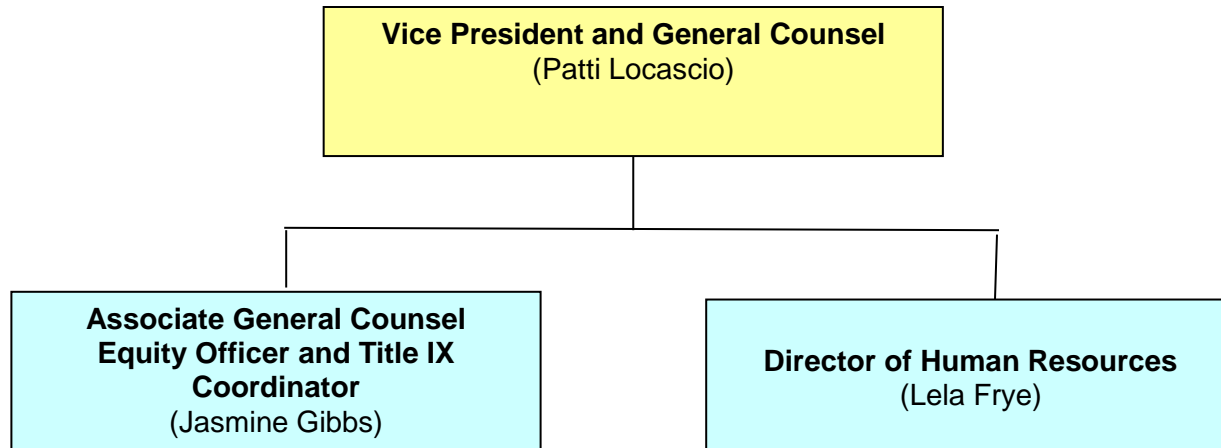 Vice President and General Counsel
(Patti Locascio)
Associate General Counsel
Equity Officer and Title IX
Coordinator
(Jasmine Gibbs)
Director of Human Resources
(Lela Frye)